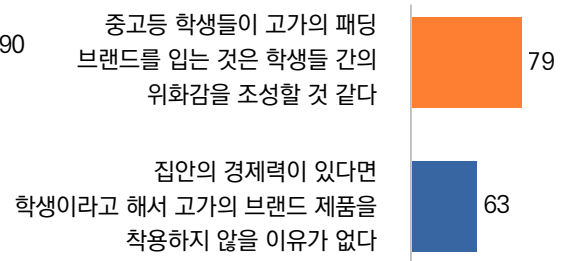 90
중고등 학생들이 고가의 패딩
브랜드를 입는 것은 학생들 간의
위화감을 조성할 것 같다
79
집안의 경제력이 있다면
학생이라고 해서 고가의 브랜드 제품을
착용하지 않을 이유가 없다
63